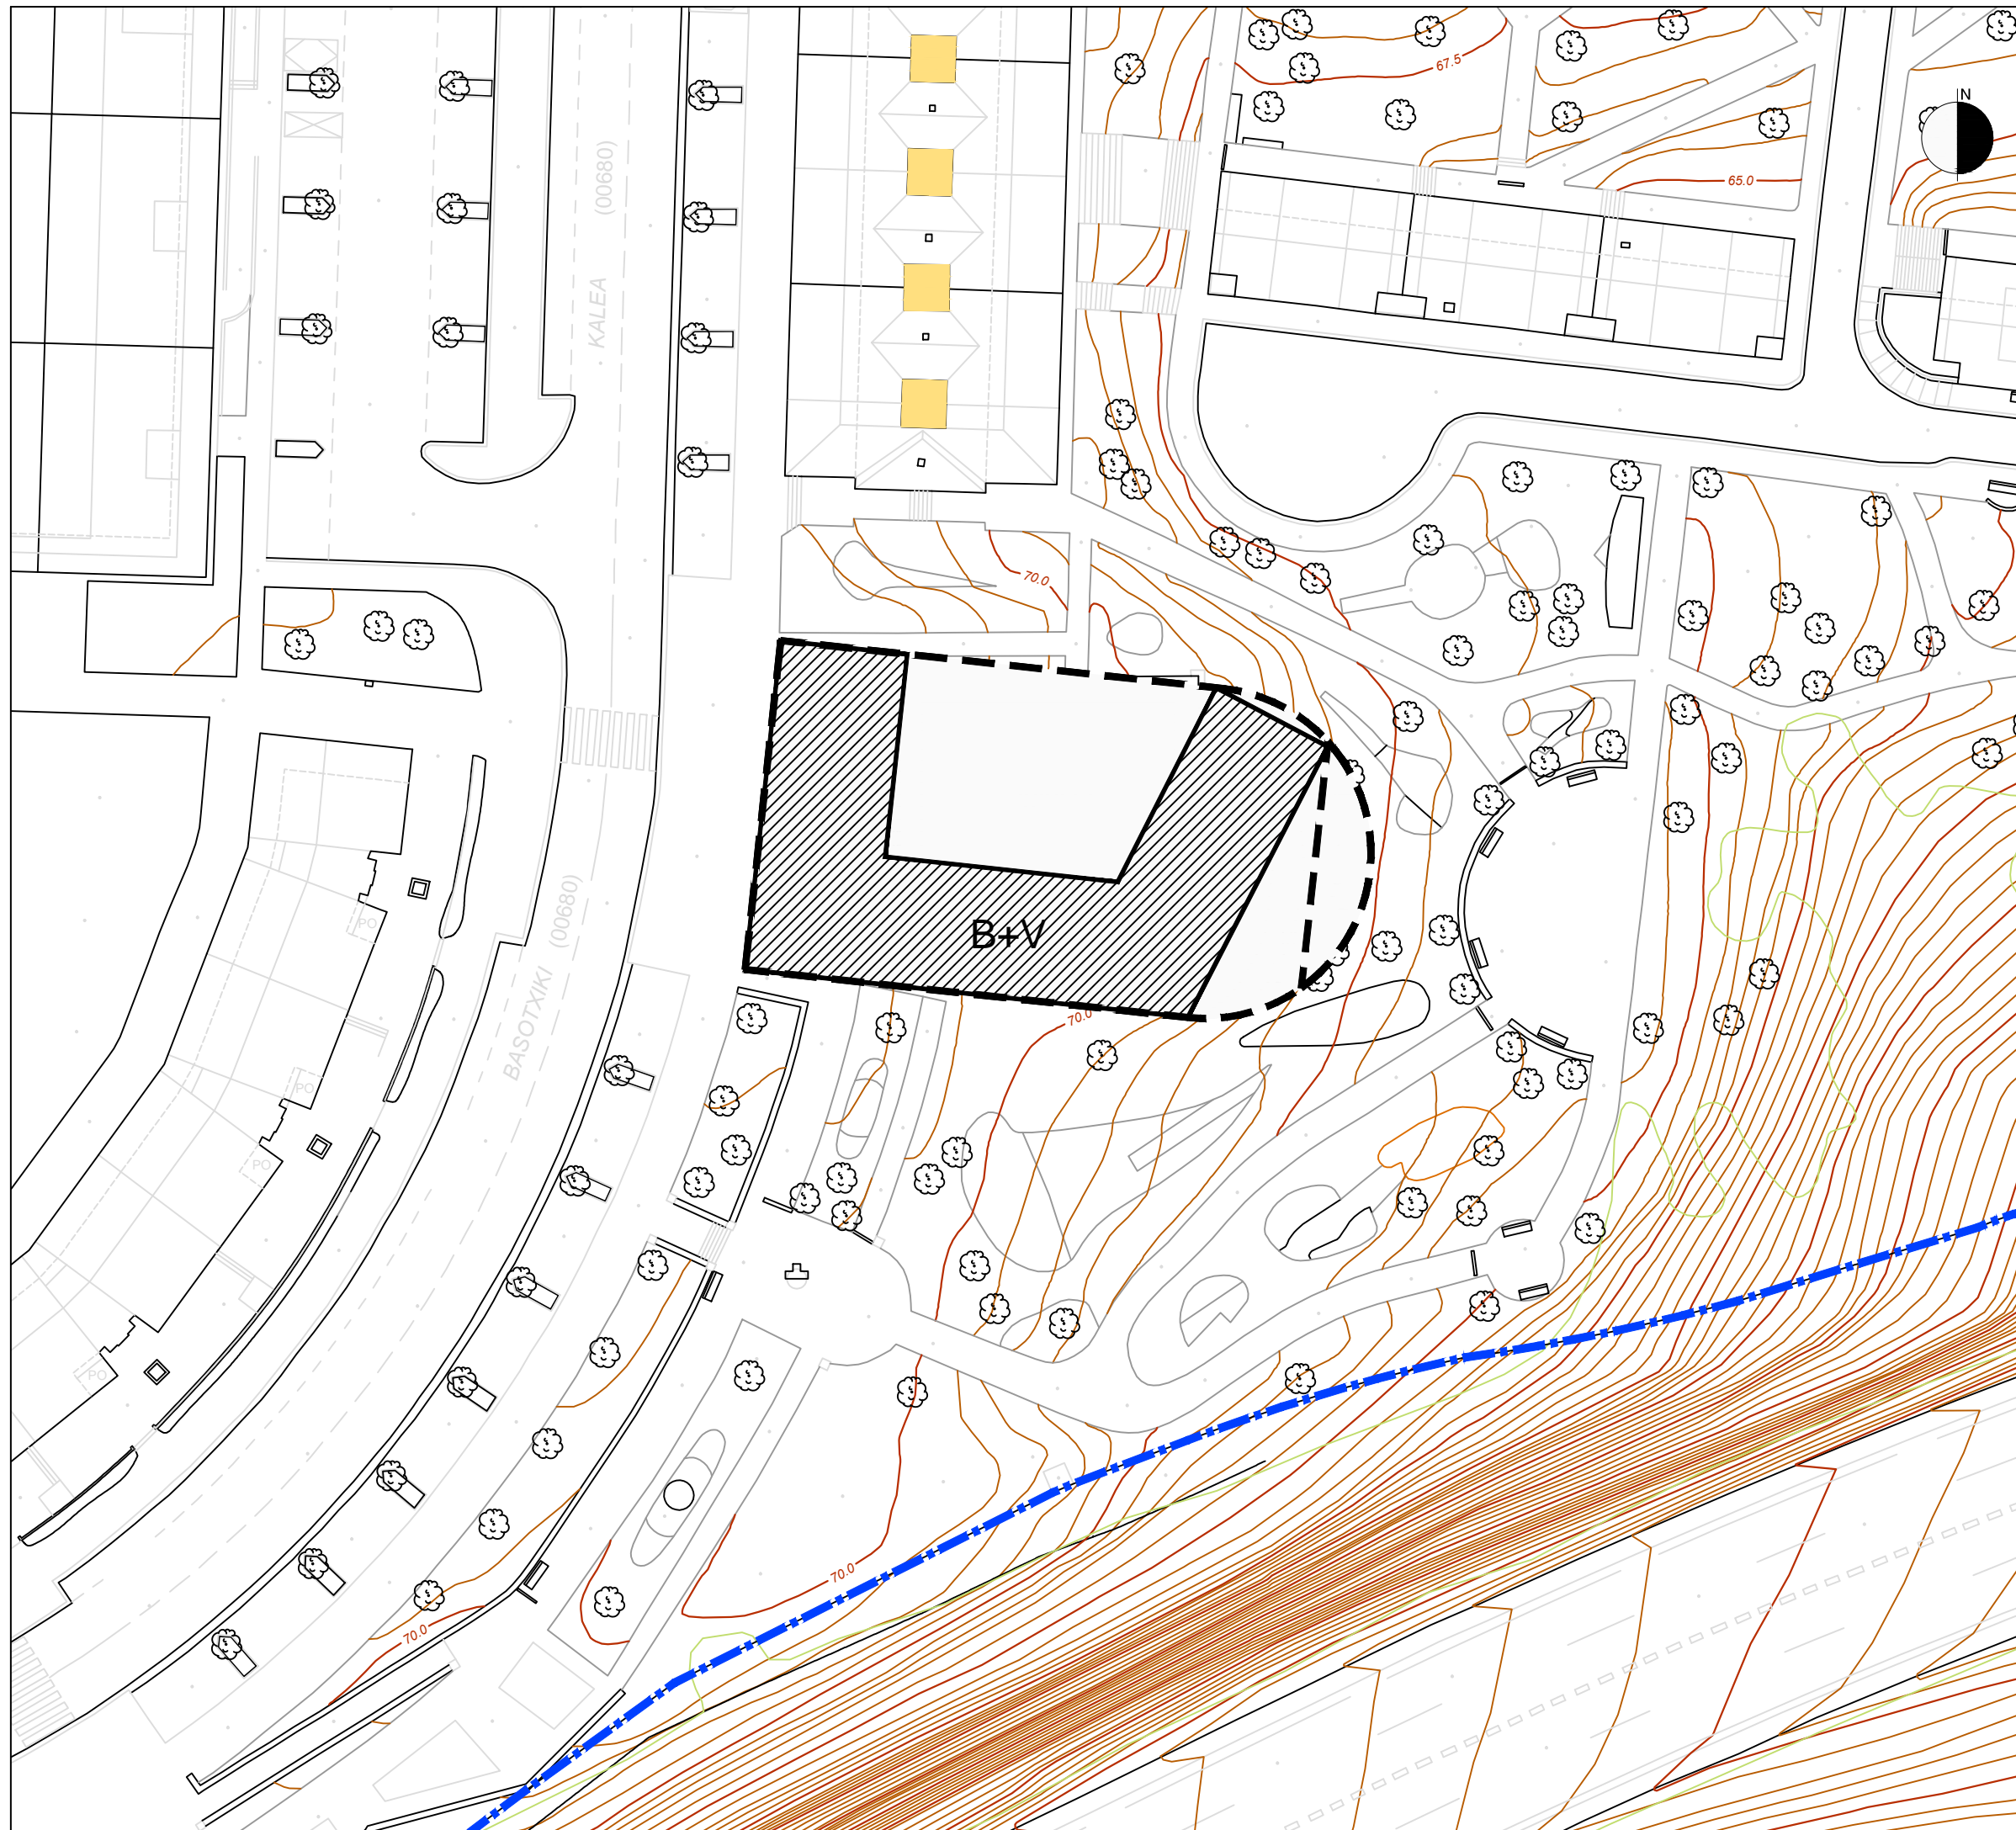 N
67.5
65.0
KALEA (00680)
70.0
B+V
70.0
BASOTXIKI (00680)
PO
PO
PO
PO
70.0
70.0